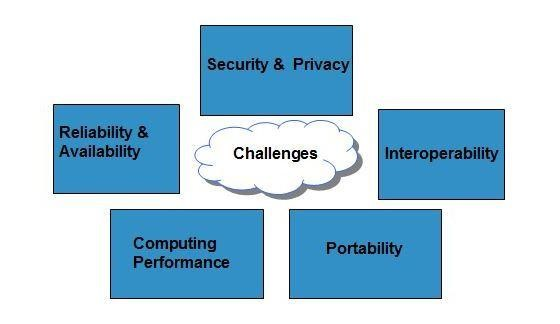 Security & Privacy
Reliability &
Availability
Challenges
Interoperability
Computing
Performance
Portability